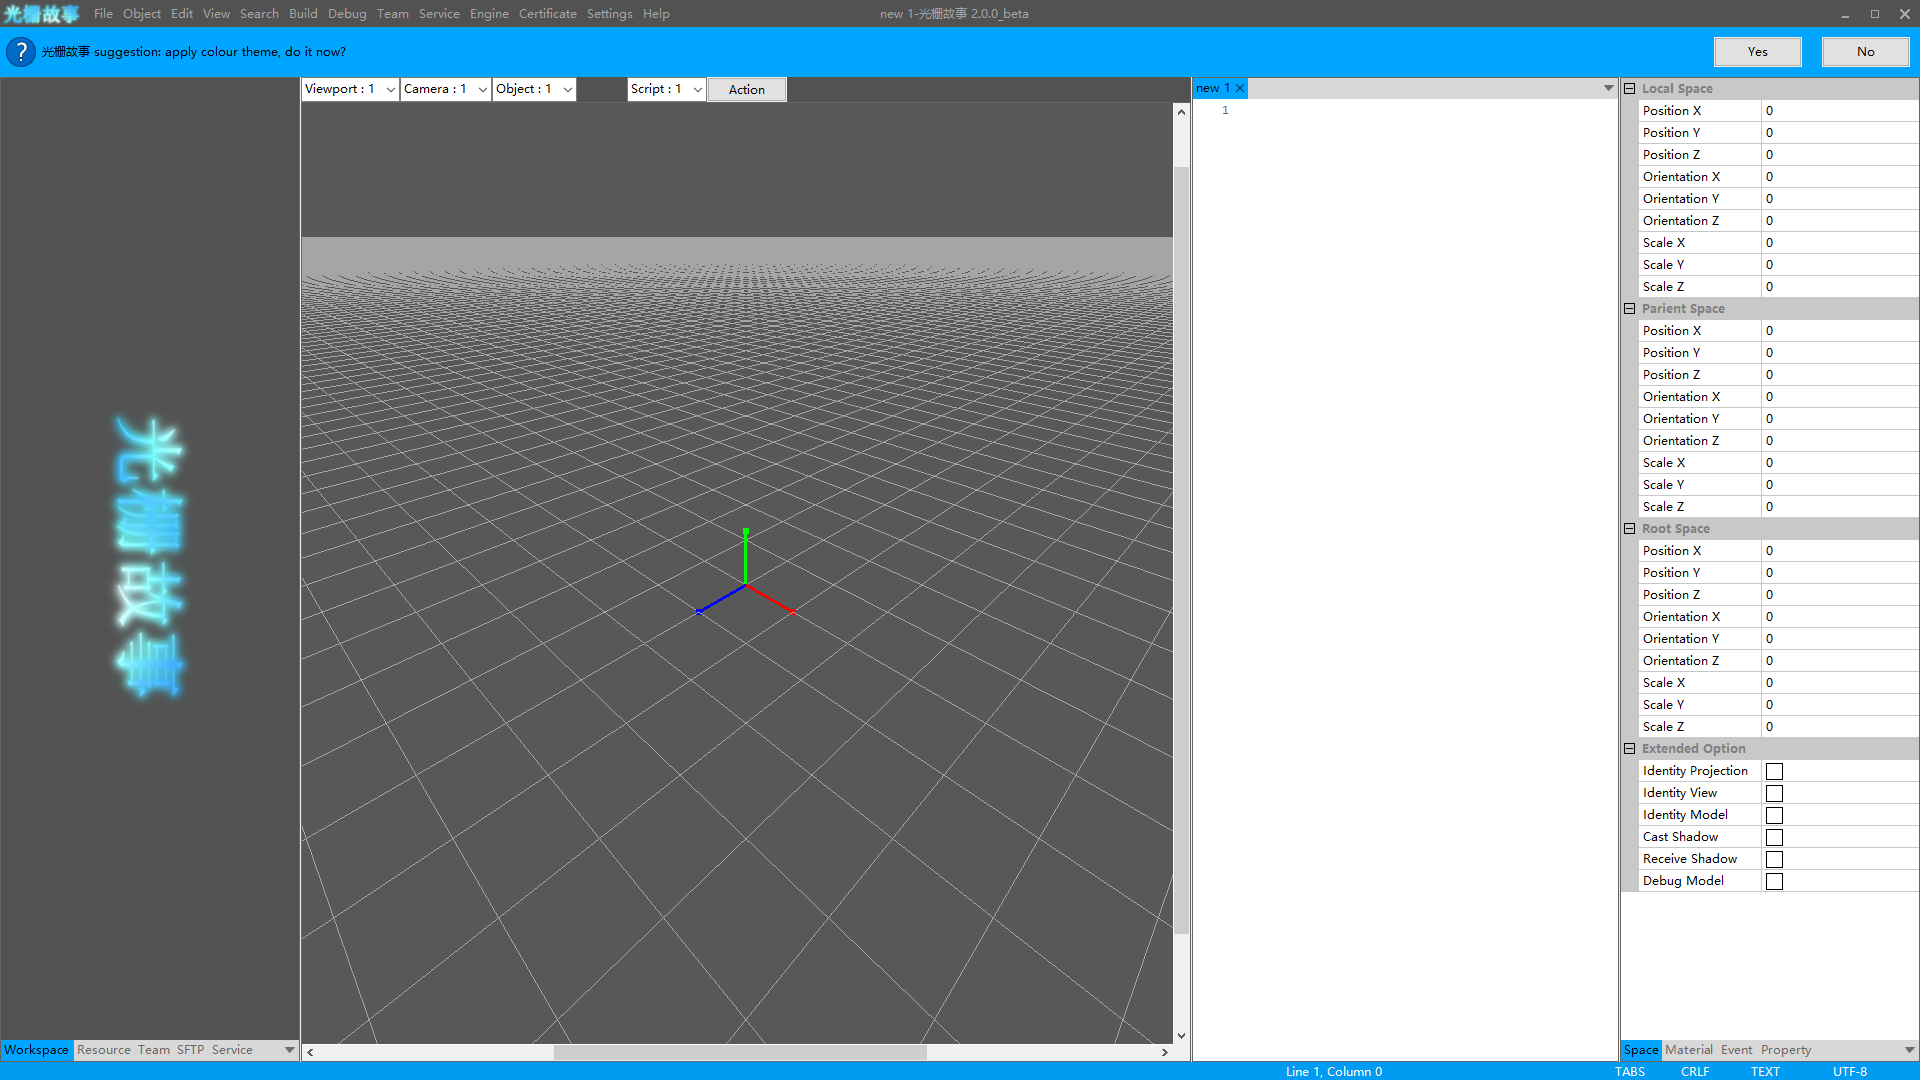 光栅故事 File Object Edit View Search Build Debug Team Service Engine Certificate Settings Help new 1-光栅故事 2.0.0_beta
光栅故事 suggestion: apply colour theme, do it now? Yes No
Viewport : 1 Camera : 1 Object : 1 Script : 1 Action
new 1
1
光栅故事
Local Space
Position X 0
Position Y 0
Position Z 0
Orientation X 0
Orientation Y 0
Orientation Z 0
Scale X 0
Scale Y 0
Scale Z 0
Parient Space
Position X 0
Position Y 0
Position Z 0
Orientation X 0
Orientation Y 0
Orientation Z 0
Scale X 0
Scale Y 0
Scale Z 0
Root Space
Position X 0
Position Y 0
Position Z 0
Orientation X 0
Orientation Y 0
Orientation Z 0
Scale X 0
Scale Y 0
Scale Z 0
Extended Option
Identity Projection
Identity View
Identity Model
Cast Shadow
Receive Shadow
Debug Model
Workspace Resource Team SFTP Service
Space Material Event Property
Line 1, Column 0 TABS CRLF TEXT UTF-8